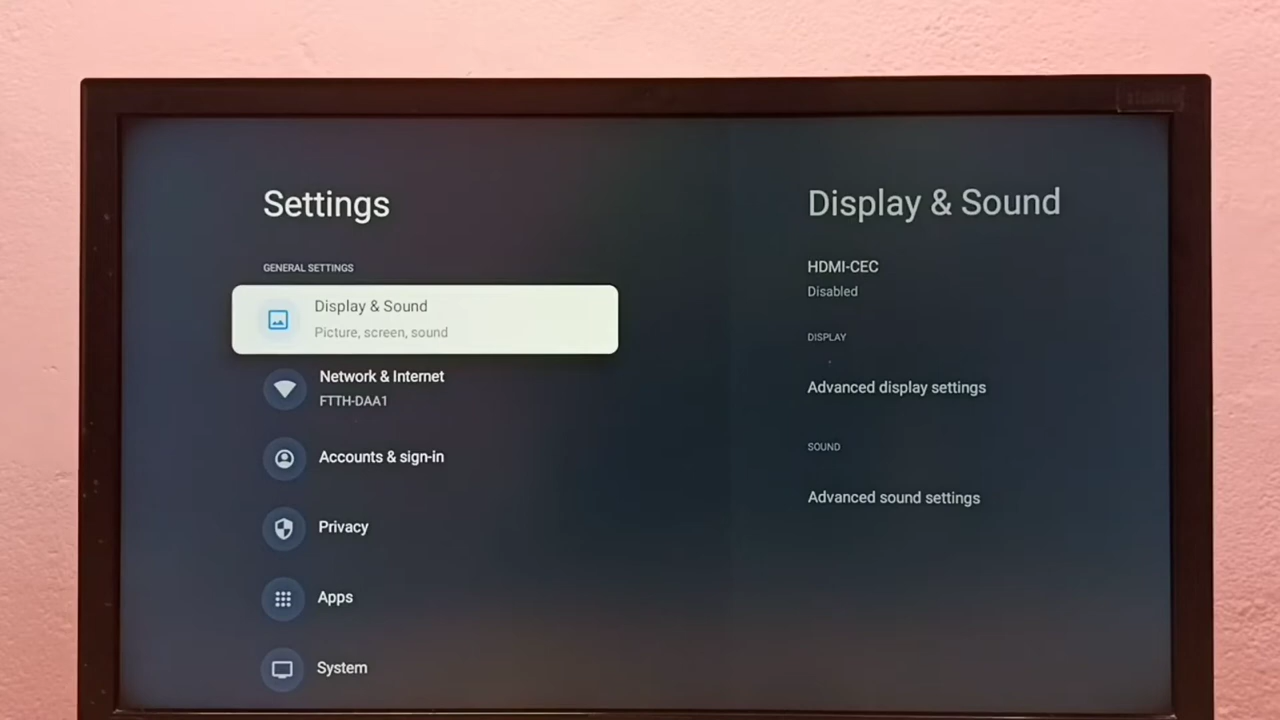 Settings
GENERAL SETTINGS
Display & Sound
Picture, screen, sound
Network & Internet
FTTH-DAA1
Accounts & sign-in
Privacy
Apps
System
Display & Sound
HDMI-CEC
Disabled
DISPLAY
Advanced display settings
SOUND
Advanced sound settings